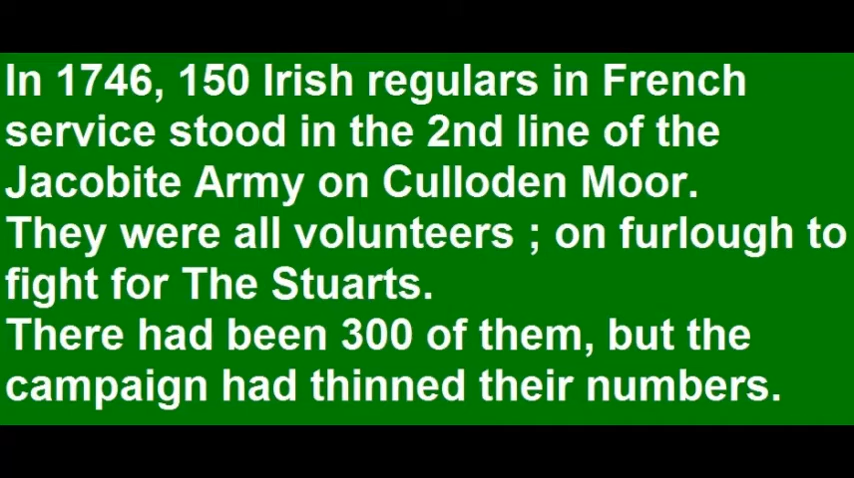 In 1746, 150 Irish regulars in French
service stood in the 2nd line of the
Jacobite Army on Culloden Moor.
They were all volunteers ; on furlough to
fight for The Stuarts.
There had been 300 of them, but the
campaign had thinned their numbers.